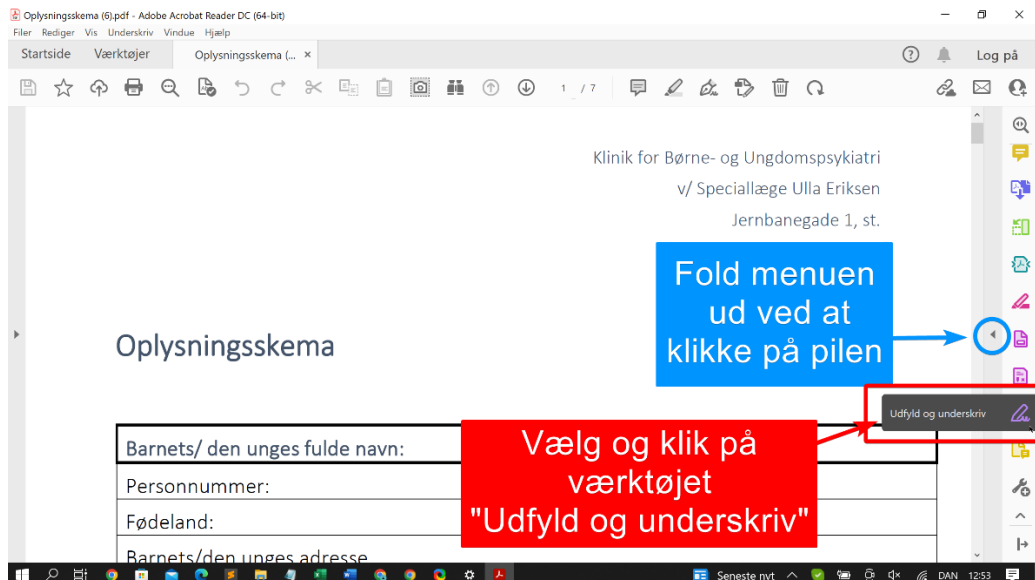 Oplysningsskema (6).pdf - Adobe Acrobat Reader DC (64-bit)
Filer Rediger Vis Underskriv Vindue Hjælp
Startside Værktøjer Oplysningsskema (... × Log på
1 / 7
Klinik for Børne- og Ungdomspsykiatri
v/ Speciallæge Ulla Eriksen
Jernbanegade 1, st.
Fold menuen
ud ved at
klikke på pilen
Oplysningsskema
Udfyld og underskriv
Vælg og klik på
værktøjet
"Udfyld og underskriv"
Barnets/ den unges fulde navn:
Personnummer:
Fødeland:
Barnets/den unges adresse
Seneste nyt DAN 12:53